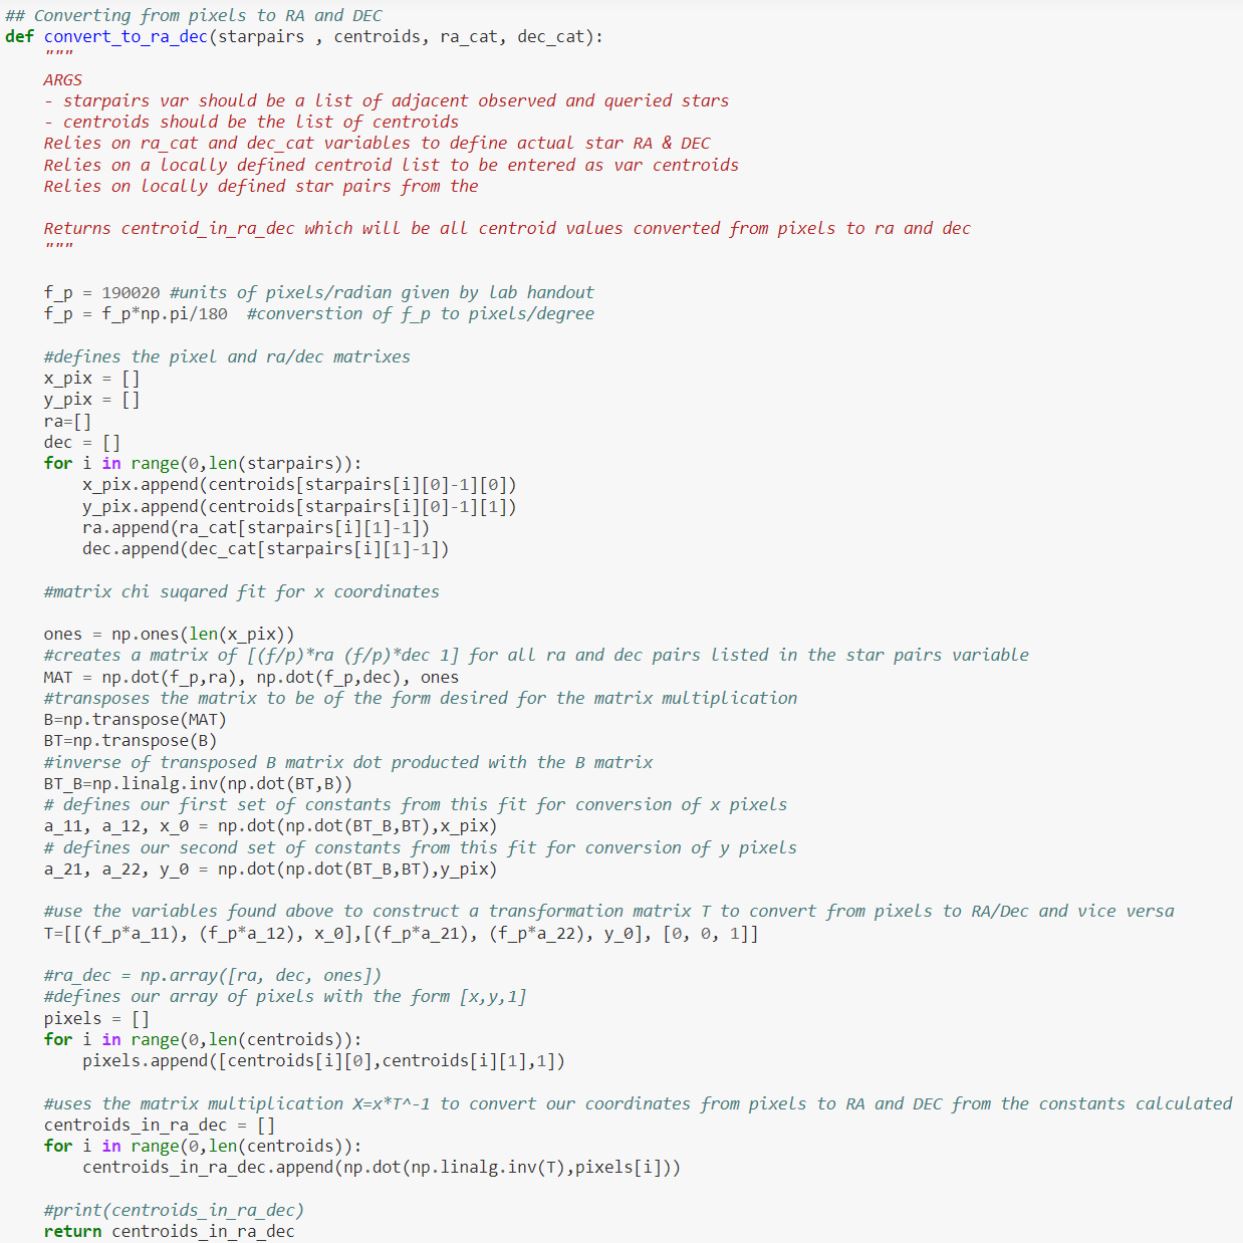 ## Converting from pixels to RA and DEC
def convert_to_ra_dec(starpairs , centroids, ra_cat, dec_cat):
    """
    ARGS
    - starpairs var should be a list of adjacent observed and queried stars
    - centroids should be the list of centroids
    Relies on ra_cat and dec_cat variables to define actual star RA & DEC
    Relies on a locally defined centroid list to be entered as var centroids
    Relies on locally defined star pairs from the

    Returns centroid_in_ra_dec which will be all centroid values converted from pixels to ra and dec
    """

    f_p = 190020 #units of pixels/radian given by lab handout
    f_p = f_p*np.pi/180  #converstion of f_p to pixels/degree

    #defines the pixel and ra/dec matrixes
    x_pix = []
    y_pix = []
    ra=[]
    dec = []
    for i in range(0,len(starpairs)):
        x_pix.append(centroids[starpairs[i][0]-1][0])
        y_pix.append(centroids[starpairs[i][0]-1][1])
        ra.append(ra_cat[starpairs[i][1]-1])
        dec.append(dec_cat[starpairs[i][1]-1])

    #matrix chi suqared fit for x coordinates

    ones = np.ones(len(x_pix))
    #creates a matrix of [(f/p)*ra (f/p)*dec 1] for all ra and dec pairs listed in the star pairs variable
    MAT = np.dot(f_p,ra), np.dot(f_p,dec), ones
    #transposes the matrix to be of the form desired for the matrix multiplication
    B=np.transpose(MAT)
    BT=np.transpose(B)
    #inverse of transposed B matrix dot producted with the B matrix
    BT_B=np.linalg.inv(np.dot(BT,B))
    # defines our first set of constants from this fit for conversion of x pixels
    a_11, a_12, x_0 = np.dot(np.dot(BT_B,BT),x_pix)
    # defines our second set of constants from this fit for conversion of y pixels
    a_21, a_22, y_0 = np.dot(np.dot(BT_B,BT),y_pix)

    #use the variables found above to construct a transformation matrix T to convert from pixels to RA/Dec and vice versa
    T=[[(f_p*a_11), (f_p*a_12), x_0],[(f_p*a_21), (f_p*a_22), y_0], [0, 0, 1]]

    #ra_dec = np.array([ra, dec, ones])
    #defines our array of pixels with the form [x,y,1]
    pixels = []
    for i in range(0,len(centroids)):
        pixels.append([centroids[i][0],centroids[i][1],1])

    #uses the matrix multiplication X=x*T^-1 to convert our coordinates from pixels to RA and DEC from the constants calculated
    centroids_in_ra_dec = []
    for i in range(0,len(centroids)):
        centroids_in_ra_dec.append(np.dot(np.linalg.inv(T),pixels[i]))

    #print(centroids_in_ra_dec)
    return centroids_in_ra_dec